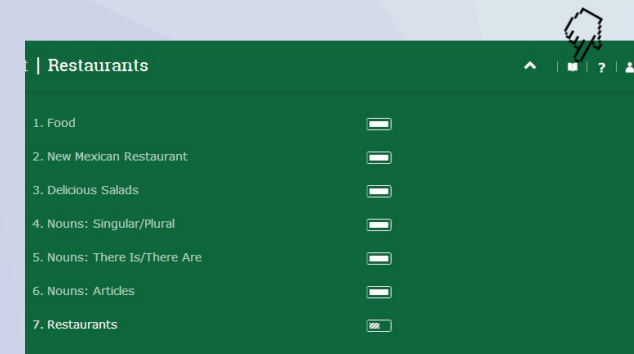 | Restaurants
?
1. Food
2. New Mexican Restaurant
3. Delicious Salads
4. Nouns: Singular/Plural
5. Nouns: There Is/There Are
6. Nouns: Articles
7. Restaurants